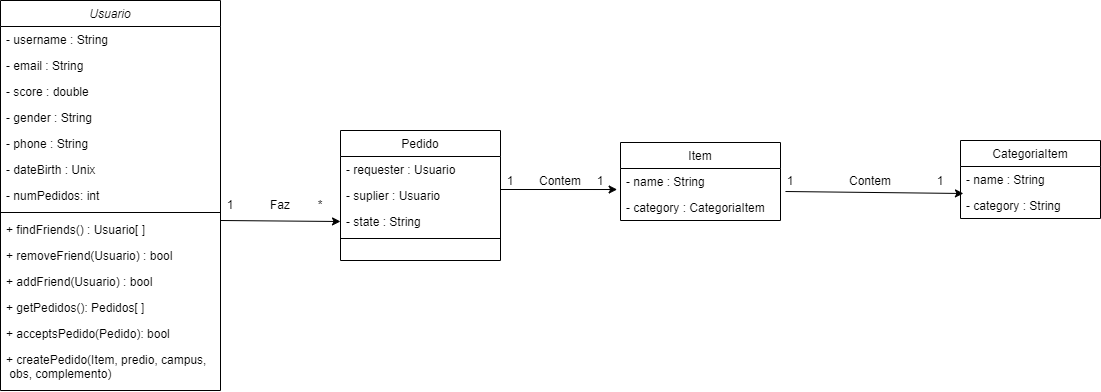 Usuario
- username : String
- email : String
- score : double
- gender : String
- phone : String
- dateBirth : Unix
- numPedidos: int
+ findFriends() : Usuario[ ]
+ removeFriend(Usuario) : bool
+ addFriend(Usuario) : bool
+ getPedidos(): Pedidos[ ]
+ acceptsPedido(Pedido): bool
+ createPedido(Item, predio, campus,
obs, complemento)
1 Faz *
Pedido
- requester : Usuario
- suplier : Usuario
- state : String
1 Contem 1
Item
- name : String
- category : CategoriaItem
1 Contem 1
CategoriaItem
- name : String
- category : String